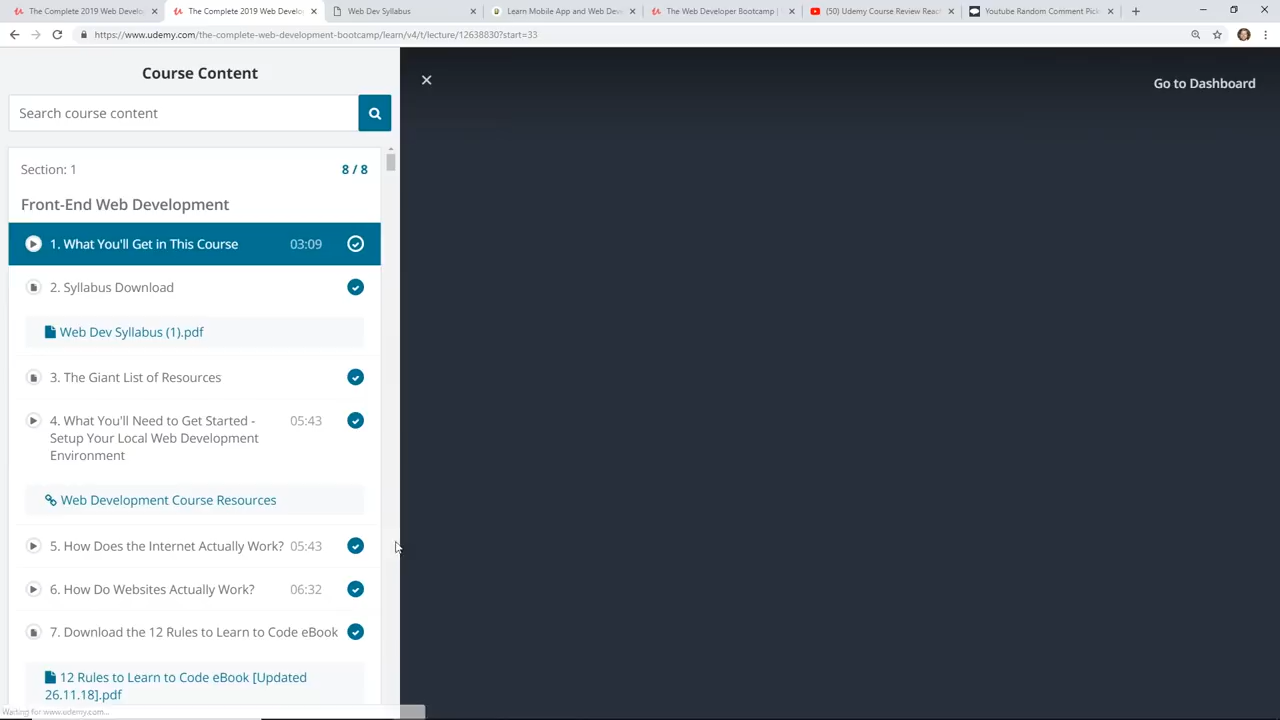 The Complete 2019 Web Develo
The Complete 2019 Web Develo
Web Dev Syllabus
Learn Mobile App and Web Dev
The Web Developer Bootcamp |
(50) Udemy Course Review Reac
Youtube Random Comment Pick
https://www.udemy.com/the-complete-web-development-bootcamp/learn/v4/t/lecture/12638830?start=33
Course Content
Go to Dashboard
Search course content
Section: 1
8 / 8
Front-End Web Development
1. What You'll Get in This Course 03:09
2. Syllabus Download
Web Dev Syllabus (1).pdf
3. The Giant List of Resources
4. What You'll Need to Get Started - 05:43
Setup Your Local Web Development
Environment
Web Development Course Resources
5. How Does the Internet Actually Work? 05:43
6. How Do Websites Actually Work? 06:32
7. Download the 12 Rules to Learn to Code eBook
12 Rules to Learn to Code eBook [Updated
26.11.18].pdf
Waiting for www.udemy.com...